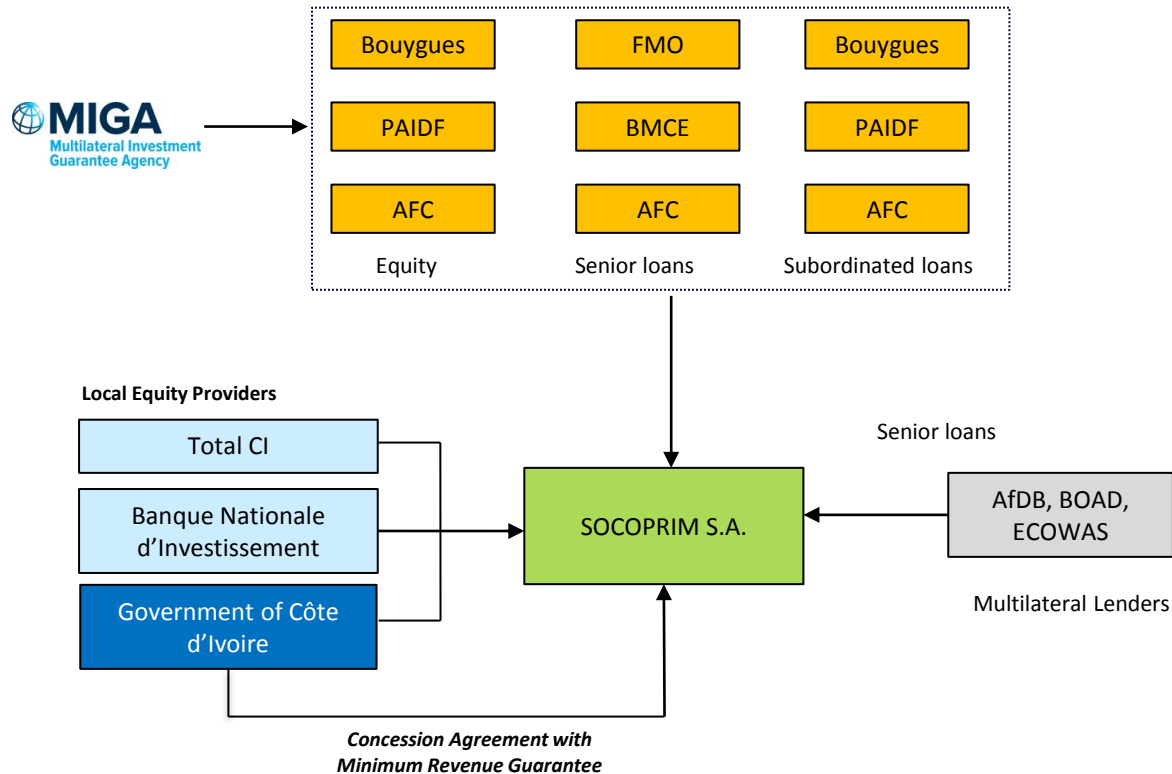 Bouygues
FMO
Bouygues
MIGA
Multilateral Investment
Guarantee Agency
PAIDF
BMCE
PAIDF
AFC
AFC
AFC
Equity
Senior loans
Subordinated loans
Local Equity Providers
Total CI
Senior loans
Banque Nationale
d’Investissement
SOCOPRIM S.A.
AfDB, BOAD,
ECOWAS
Government of Côte
d’Ivoire
Multilateral Lenders
Concession Agreement with
Minimum Revenue Guarantee